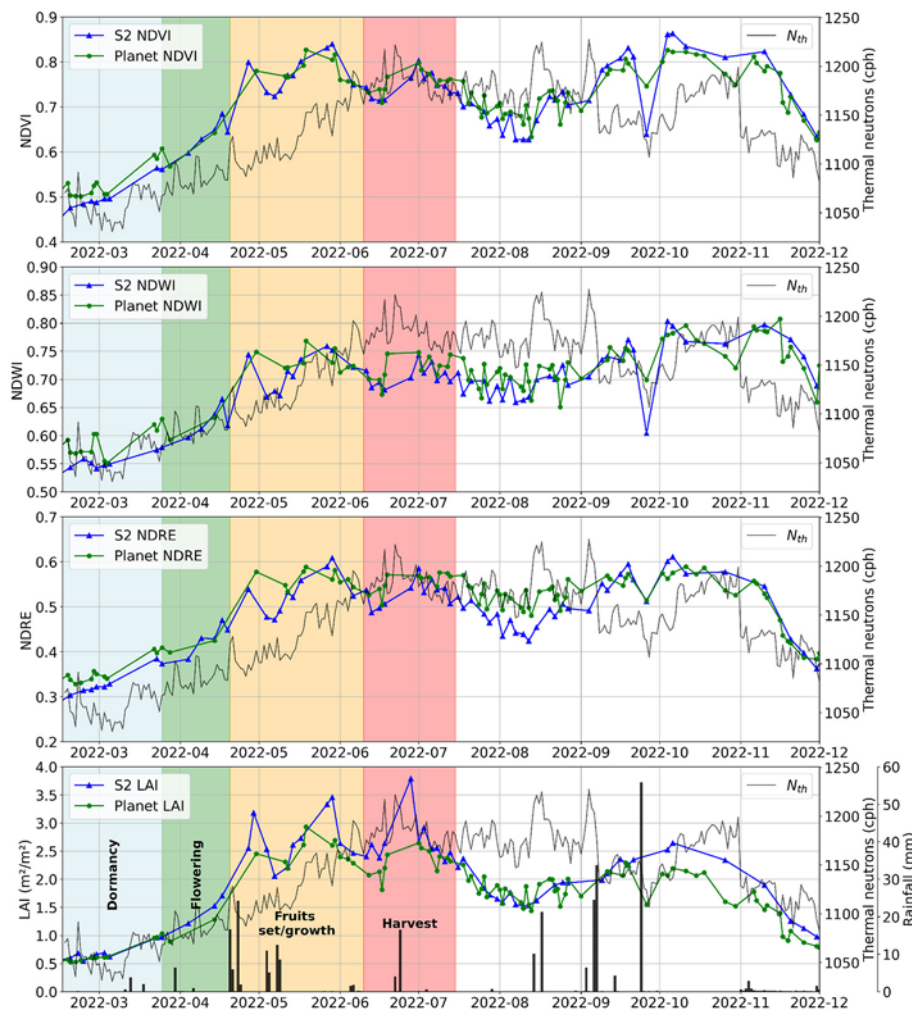 0.9
0.8
0.7
0.6
0.5
0.4
NDVI
S2 NDVI
Planet NDVI
N_th
1250
1200
1150
1100
1050
Thermal neutrons (cph)
2022-03 2022-04 2022-05 2022-06 2022-07 2022-08 2022-09 2022-10 2022-11 2022-12
0.90
0.85
0.80
0.75
0.70
0.65
0.60
0.55
0.50
NDWI
S2 NDWI
Planet NDWI
N_th
1250
1200
1150
1100
1050
Thermal neutrons (cph)
2022-03 2022-04 2022-05 2022-06 2022-07 2022-08 2022-09 2022-10 2022-11 2022-12
0.7
0.6
0.5
0.4
0.3
0.2
NDRE
S2 NDRE
Planet NDRE
N_th
1250
1200
1150
1100
1050
Thermal neutrons (cph)
2022-03 2022-04 2022-05 2022-06 2022-07 2022-08 2022-09 2022-10 2022-11 2022-12
4.0
3.5
3.0
2.5
2.0
1.5
1.0
0.5
0.0
LAI (m²/m²)
S2 LAI
Planet LAI
N_th
Dormancy
Flowering
Fruits
set/growth
Harvest
1250
1200
1150
1100
1050
Thermal neutrons (cph)
60
50
40
30
20
10
0
Rainfall (mm)
2022-03 2022-04 2022-05 2022-06 2022-07 2022-08 2022-09 2022-10 2022-11 2022-12